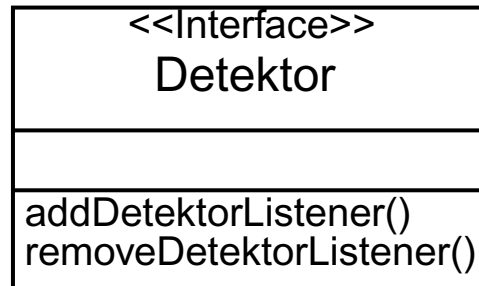 <<Interface>>
Detektor
addDetektorListener()
removeDetektorListener()